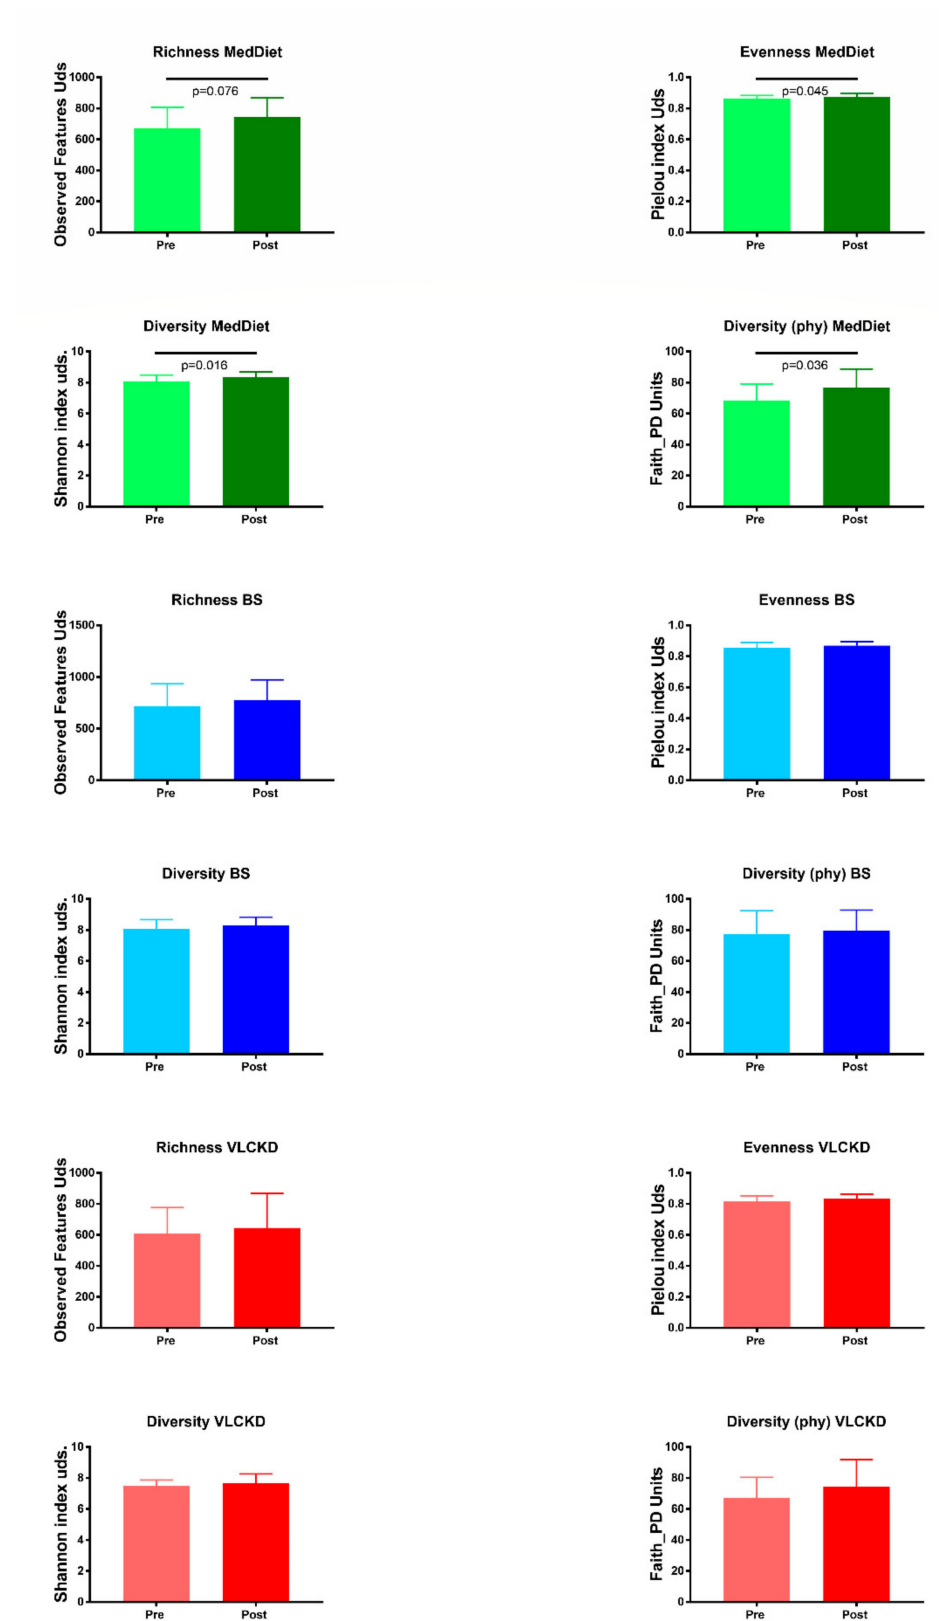 Richness MedDiet
Observed Features Uds
1000
800
600
400
200
0
p=0.076
Pre
Post
Evenness MedDiet
Pielou index Uds
1.0
0.8
0.6
0.4
0.2
0.0
p=0.045
Pre
Post
Diversity MedDiet
Shannon index uds.
10
8
6
4
2
0
p=0.016
Pre
Post
Diversity (phy) MedDiet
Faith_PD Units
100
80
60
40
20
0
p=0.036
Pre
Post
Richness BS
Observed Features Uds
1500
1000
500
0
Pre
Post
Evenness BS
Pielou index Uds
1.0
0.8
0.6
0.4
0.2
0.0
Pre
Post
Diversity BS
Shannon index uds.
10
8
6
4
2
0
Pre
Post
Diversity (phy) BS
Faith_PD Units
100
80
60
40
20
0
Pre
Post
Richness VLCKD
Observed Features Uds
1000
800
600
400
200
0
Pre
Post
Evenness VLCKD
Pielou index Uds
1.0
0.8
0.6
0.4
0.2
0.0
Pre
Post
Diversity VLCKD
Shannon index uds.
10
8
6
4
2
0
Pre
Post
Diversity (phy) VLCKD
Faith_PD Units
100
80
60
40
20
0
Pre
Post